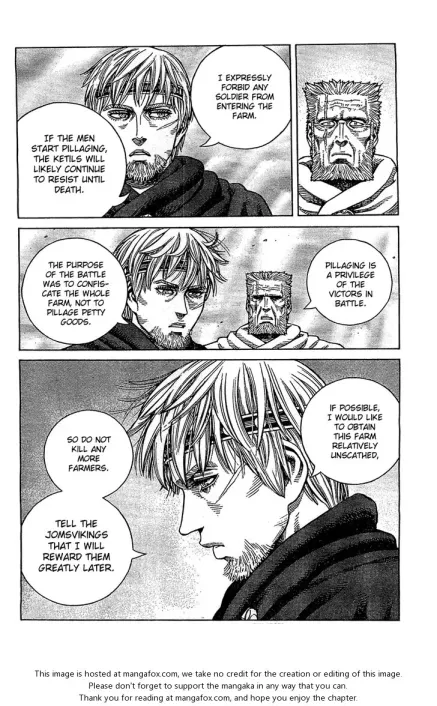 I EXPRESSLY
FORBID ANY
SOLDIER FROM
ENTERING THE
FARM.
IF THE MEN
START PILLAGING,
THE KETILS WILL
LIKELY CONTINUE
TO RESIST UNTIL
DEATH.
PILLAGING IS
A PRIVILEGE
OF THE
VICTORS IN
BATTLE.
THE PURPOSE
OF THE BATTLE
WAS TO CONFIS-
CATE THE WHOLE
FARM, NOT TO
PILLAGE PETTY
GOODS.
IF POSSIBLE,
I WOULD LIKE
TO OBTAIN
THIS FARM
RELATIVELY
UNSCATHED,
SO DO NOT
KILL ANY
MORE
FARMERS.
TELL THE
JOMSVIKINGS
THAT I WILL
REWARD THEM
GREATLY LATER.
This image is hosted at mangafox.com, we take no credit for the creation or editing of this image.
Please don't forget to support the mangaka in any way that you can.
Thank you for reading at mangafox.com, and hope you enjoy the chapter.